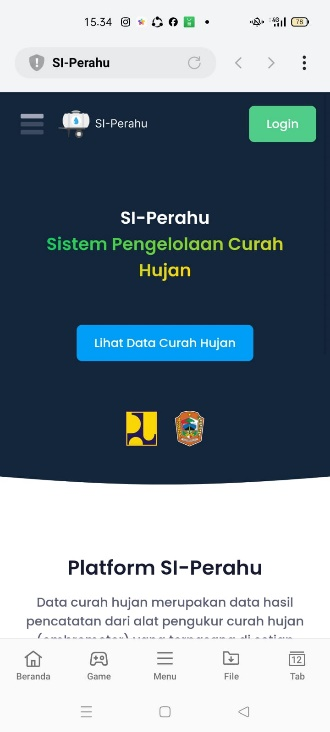 15.34
76
SI-Perahu
SI-Perahu
Login
SI-Perahu
Sistem Pengelolaan Curah
Hujan
Lihat Data Curah Hujan
Platform SI-Perahu
Data curah hujan merupakan data hasil
pencatatan dari alat pengukur curah hujan
Beranda
Game
Menu
File
12
Tab